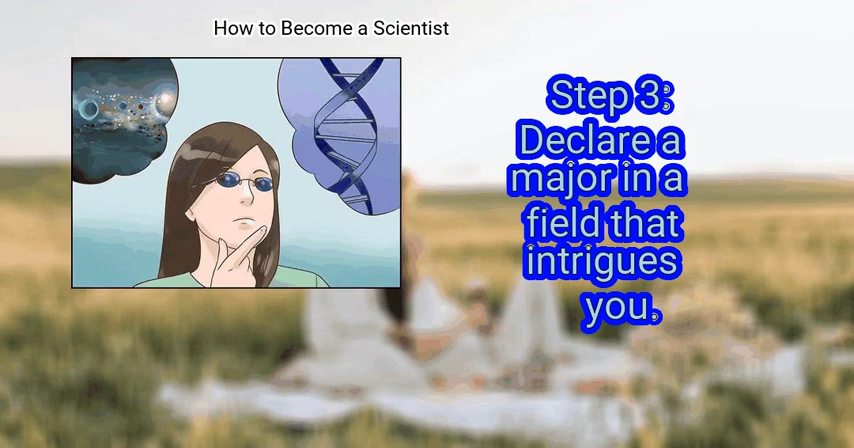 How to Become a Scientist
Step 3:
Declare a
major in a
field that
intrigues
you.